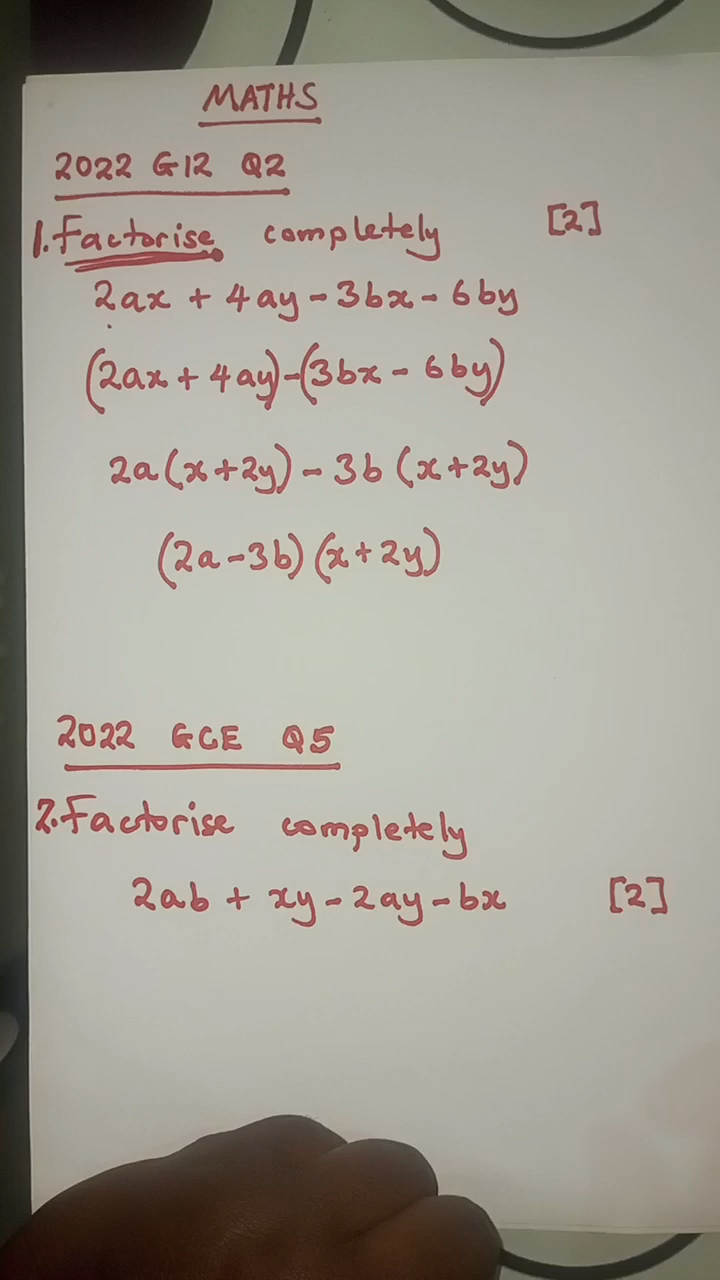 MATHS
2022 G12 Q2
1. Factorise completely [2]
2ax + 4ay - 3bx - 6by
(2ax + 4ay) - (3bx - 6by)
2a(x+2y) - 3b(x+2y)
(2a-3b)(x+2y)
2022 GCE Q5
2. Factorise completely
2ab + xy - 2ay - bx [2]